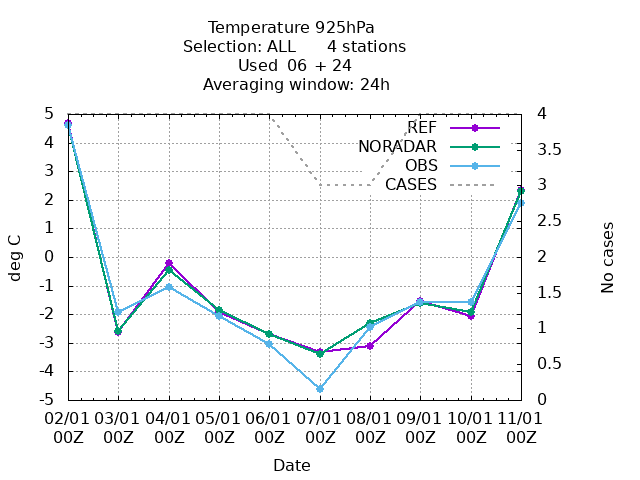 Temperature 925hPa
Selection: ALL      4 stations
Used  06 + 24
Averaging window: 24h
5
4
3
2
1
0
-1
-2
-3
-4
-5
deg C
4
3.5
3
2.5
2
1.5
1
0.5
0
No cases
REF
NORADAR
OBS
CASES
02/01 03/01 04/01 05/01 06/01 07/01 08/01 09/01 10/01 11/01
00Z 00Z 00Z 00Z 00Z 00Z 00Z 00Z 00Z 00Z
Date